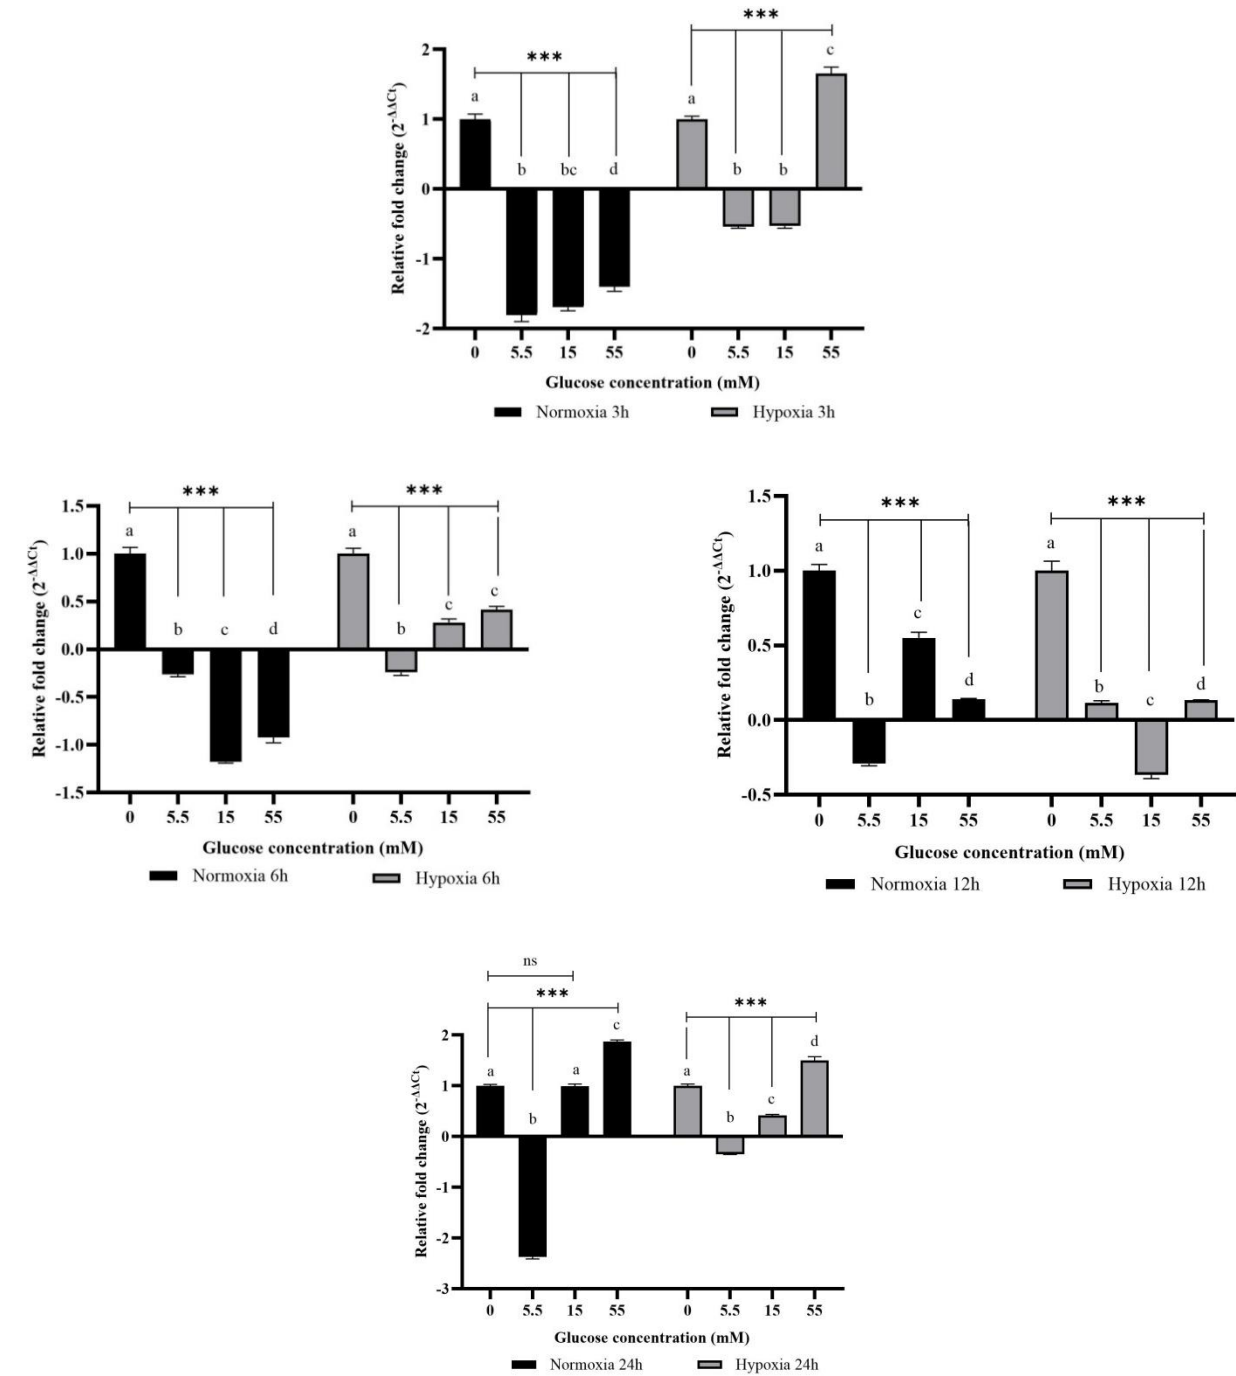 ***
***
c
2
a
a
1
b
bc
d
b
b
0
-1
-2
Relative fold change (2-ΔΔCt)
0 5.5 15 55 0 5.5 15 55
Glucose concentration (mM)
Normoxia 3h Hypoxia 3h
***
***
1.5
a
a
1.0
0.5
b
c
d
b
c
c
0.0
-0.5
-1.0
-1.5
Relative fold change (2-ΔΔCt)
0 5.5 15 55 0 5.5 15 55
Glucose concentration (mM)
Normoxia 6h Hypoxia 6h
1.5
***
***
a
a
1.0
c
0.5
b
d
b
c
d
0.0
-0.5
Relative fold change (2-ΔΔCt)
0 5.5 15 55 0 5.5 15 55
Glucose concentration (mM)
Normoxia 12h Hypoxia 12h
ns
***
***
2
c
d
a
a
a
1
b
b
c
0
-1
-2
-3
Relative fold change (2-ΔΔCt)
0 5.5 15 55 0 5.5 15 55
Glucose concentration (mM)
Normoxia 24h Hypoxia 24h